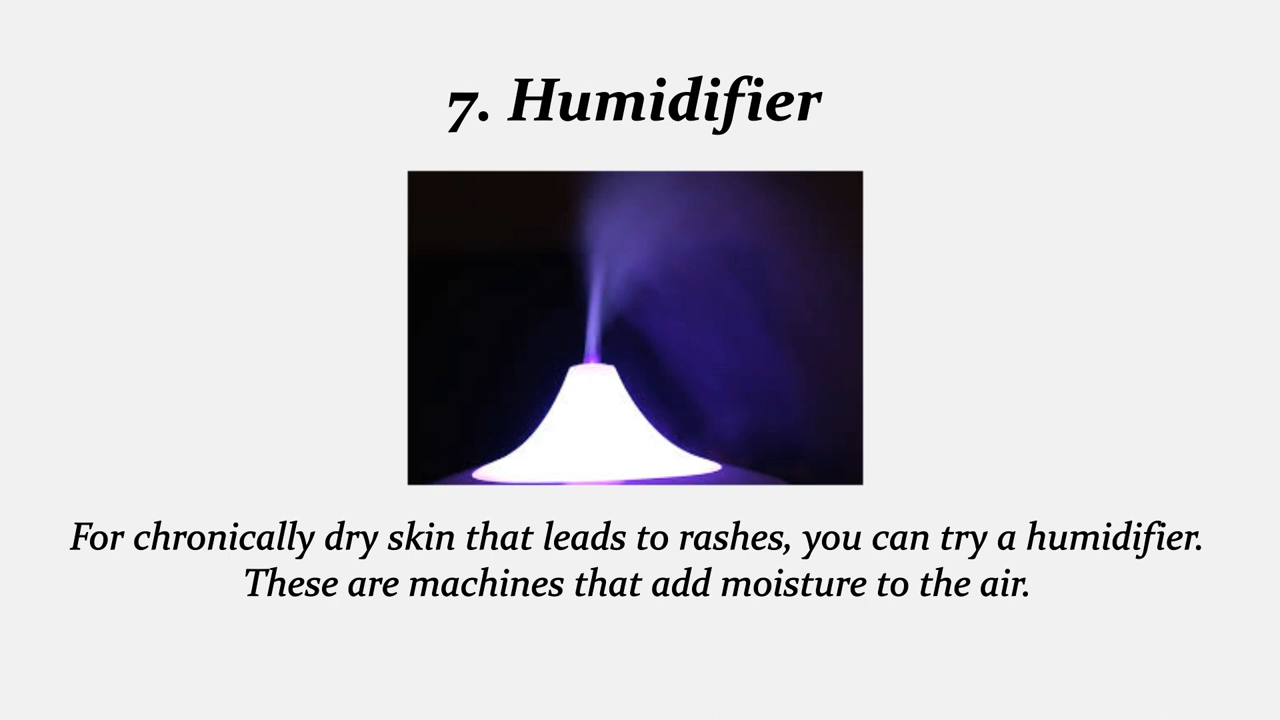 7. Humidifier
For chronically dry skin that leads to rashes, you can try a humidifier.
These are machines that add moisture to the air.